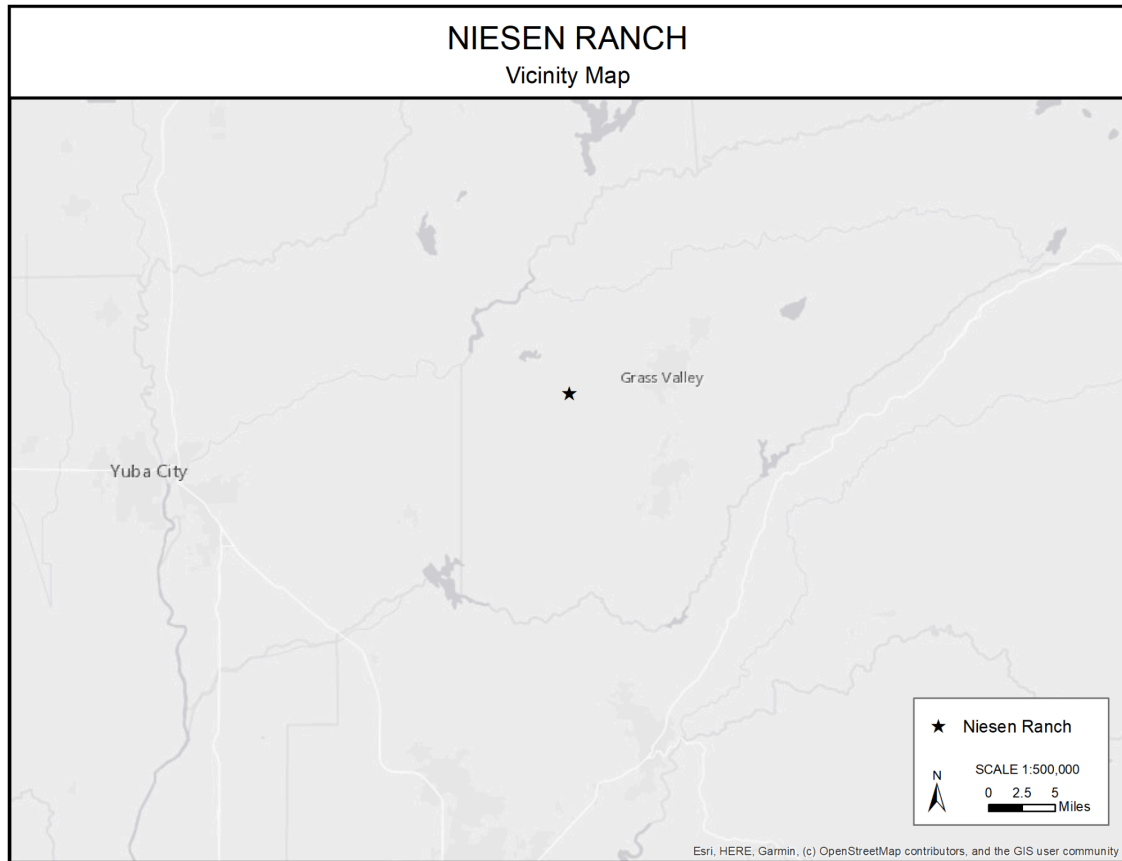 NIESEN RANCH
Vicinity Map
Grass Valley
Yuba City
Niesen Ranch
N
SCALE 1:500,000
0 2.5 5
Miles
Esri, HERE, Garmin, (c) OpenStreetMap contributors, and the GIS user community